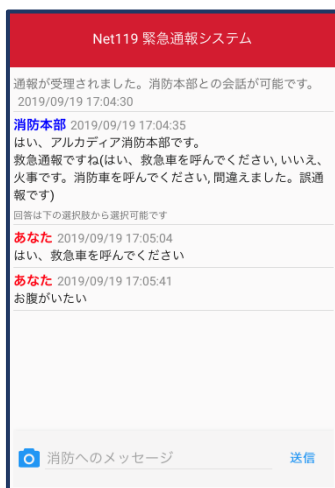 Net119 緊急通報システム
通報が受理されました。消防本部との会話が可能です。
2019/09/19 17:04:30
消防本部 2019/09/19 17:04:35
はい、アルカディア消防本部です。
救急通報ですね(はい、救急車を呼んでください, いいえ、
火事です。消防車を呼んでください, 間違えました。誤通
報です)
回答は下の選択肢から選択可能です
あなた 2019/09/19 17:05:04
はい、救急車を呼んでください
あなた 2019/09/19 17:05:41
お腹がいたい
消防へのメッセージ
送信